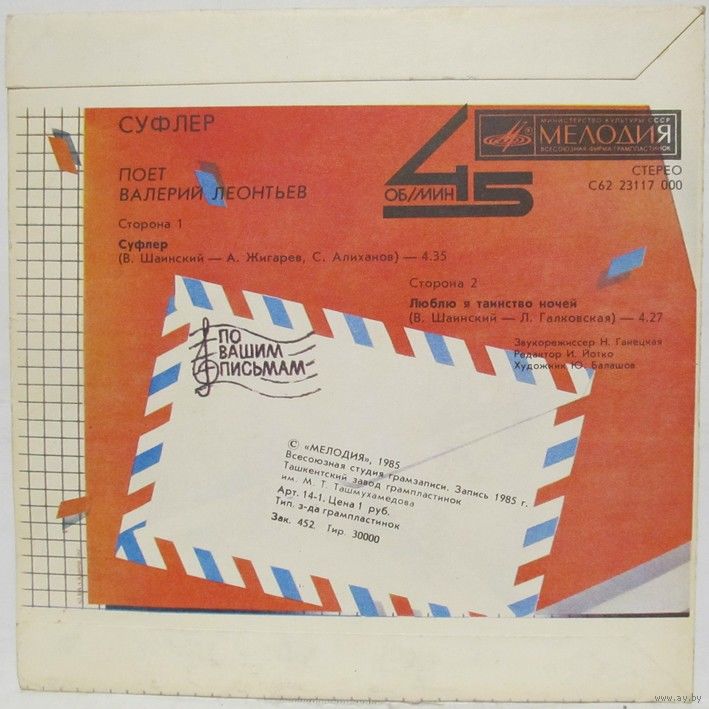 СУФЛЕР
ПОЕТ
ВАЛЕРИЙ ЛЕОНТЬЕВ
45
ОБ/МИН
МИНИСТЕРСТВО КУЛЬТУРЫ СССР
МЕЛОДИЯ
ВСЕСОЮЗНАЯ ФИРМА ГРАМПЛАСТИНОК
СТЕРЕО
С62 23117 000
Сторона 1
Суфлер
(В. Шаинский — А. Жигарев, С. Алиханов) — 4.35
Сторона 2
Люблю я таинство ночей
(В. Шаинский — Л. Галковская) — 4.27
Звукорежиссер Н. Ганецкая
Редактор И. Йотко
Художник Ю. Балашов
ПО
ВАШИМ
ПИСЬМАМ
© «МЕЛОДИЯ», 1985
Всесоюзная студия грамзаписи. Запись 1985 г.
Ташкентский завод грампластинок
им. М. Т. Ташмухамедова
Арт. 14-1. Цена 1 руб.
Тип. з-да грампластинок
Зак. 452. Тир. 30000
www.ay.by